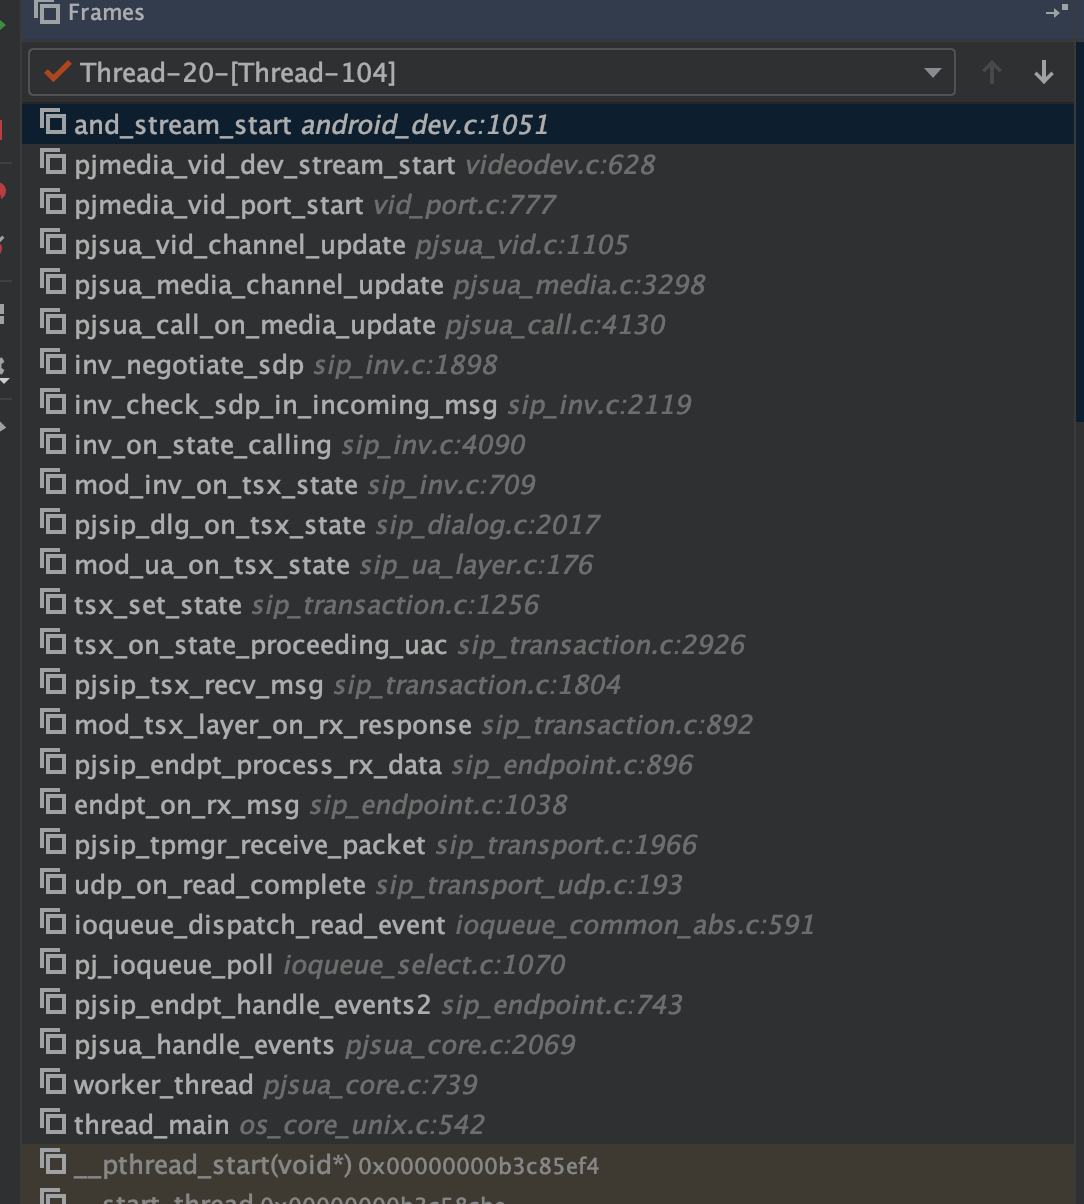 Frames
Thread-20-[Thread-104]
and_stream_start android_dev.c:1051
pjmedia_vid_dev_stream_start videodev.c:628
pjmedia_vid_port_start vid_port.c:777
pjsua_vid_channel_update pjsua_vid.c:1105
pjsua_media_channel_update pjsua_media.c:3298
pjsua_call_on_media_update pjsua_call.c:4130
inv_negotiate_sdp sip_inv.c:1898
inv_check_sdp_in_incoming_msg sip_inv.c:2119
inv_on_state_calling sip_inv.c:4090
mod_inv_on_tsx_state sip_inv.c:709
pjsip_dlg_on_tsx_state sip_dialog.c:2017
mod_ua_on_tsx_state sip_ua_layer.c:176
tsx_set_state sip_transaction.c:1256
tsx_on_state_proceeding_uac sip_transaction.c:2926
pjsip_tsx_recv_msg sip_transaction.c:1804
mod_tsx_layer_on_rx_response sip_transaction.c:892
pjsip_endpt_process_rx_data sip_endpoint.c:896
endpt_on_rx_msg sip_endpoint.c:1038
pjsip_tpmgr_receive_packet sip_transport.c:1966
udp_on_read_complete sip_transport_udp.c:193
ioqueue_dispatch_read_event ioqueue_common_abs.c:591
pj_ioqueue_poll ioqueue_select.c:1070
pjsip_endpt_handle_events2 sip_endpoint.c:743
pjsua_handle_events pjsua_core.c:2069
worker_thread pjsua_core.c:739
thread_main os_core_unix.c:542
__pthread_start(void*) 0x00000000b3c85ef4
__start_thread